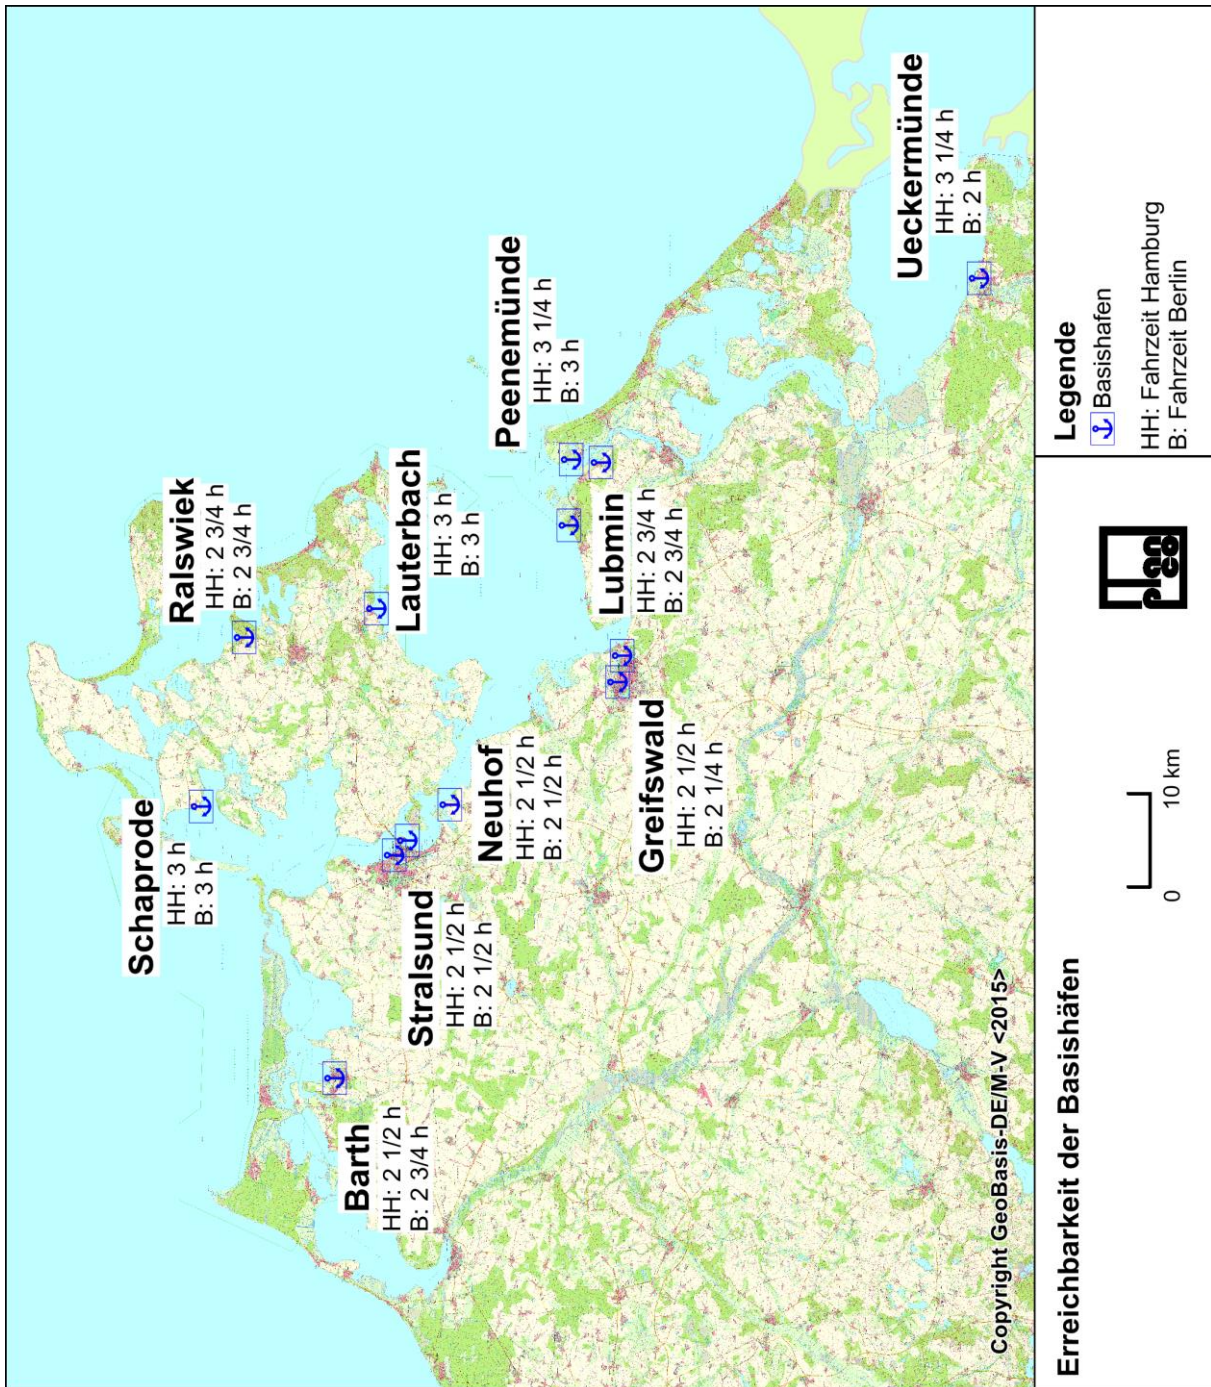 Schaprode
HH: 3 h
B: 3 h
Ralswiek
HH: 2 3/4 h
B: 2 3/4 h
Barth
HH: 2 1/2 h
B: 2 3/4 h
Stralsund
HH: 2 1/2 h
B: 2 1/2 h
Lauterbach
HH: 3 h
B: 3 h
Neuhof
HH: 2 1/2 h
B: 2 1/2 h
Peenemünde
HH: 3 1/4 h
B: 3 h
Greifswald
HH: 2 1/2 h
B: 2 1/4 h
Lubmin
HH: 2 3/4 h
B: 2 3/4 h
Ueckermünde
HH: 3 1/4 h
B: 2 h
Copyright GeoBasis-DE/M-V <2015>
Erreichbarkeit der Basishäfen
0
10 km
plan
co
Legende
Basishafen
HH: Fahrzeit Hamburg
B: Fahrzeit Berlin